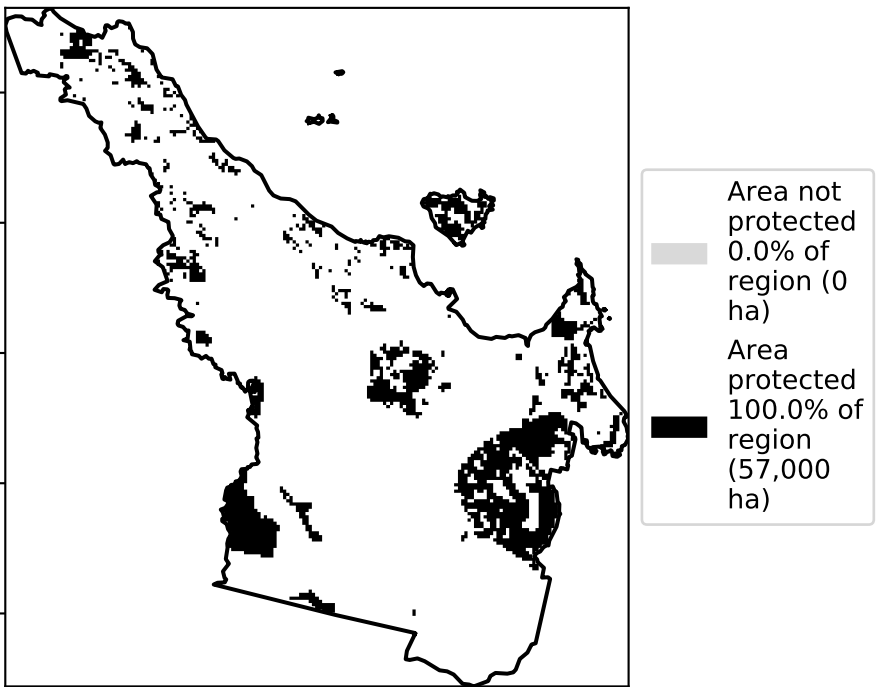 Area not
protected
0.0% of
region (0
ha)
Area
protected
100.0% of
region
(57,000
ha)